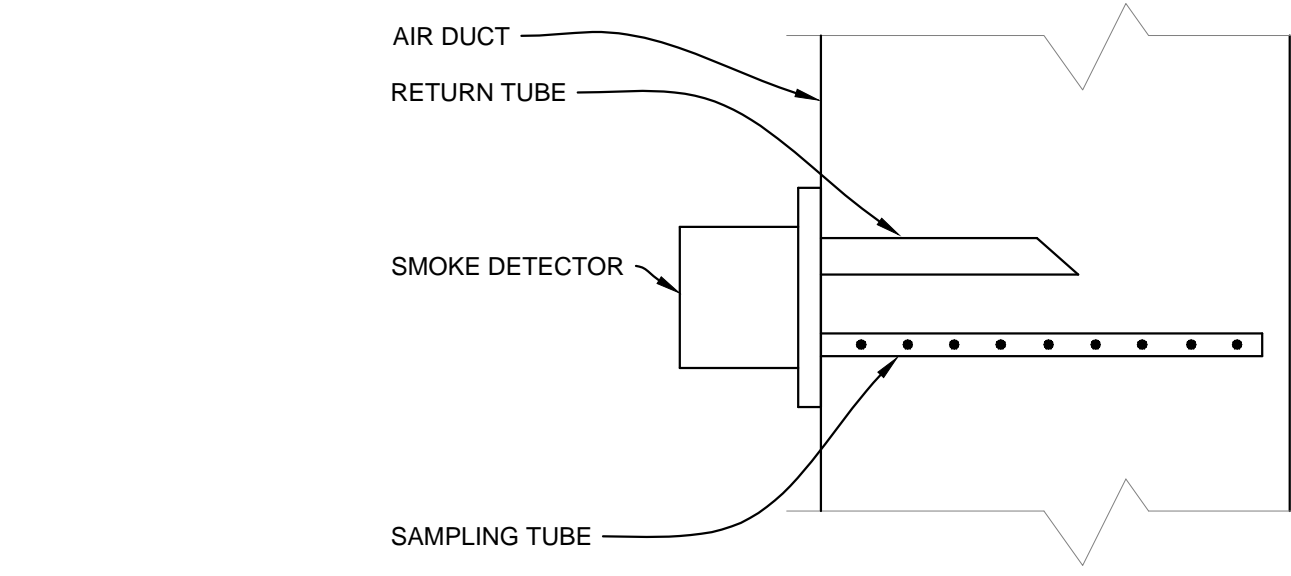 AIR DUCT
RETURN TUBE
SMOKE DETECTOR
SAMPLING TUBE